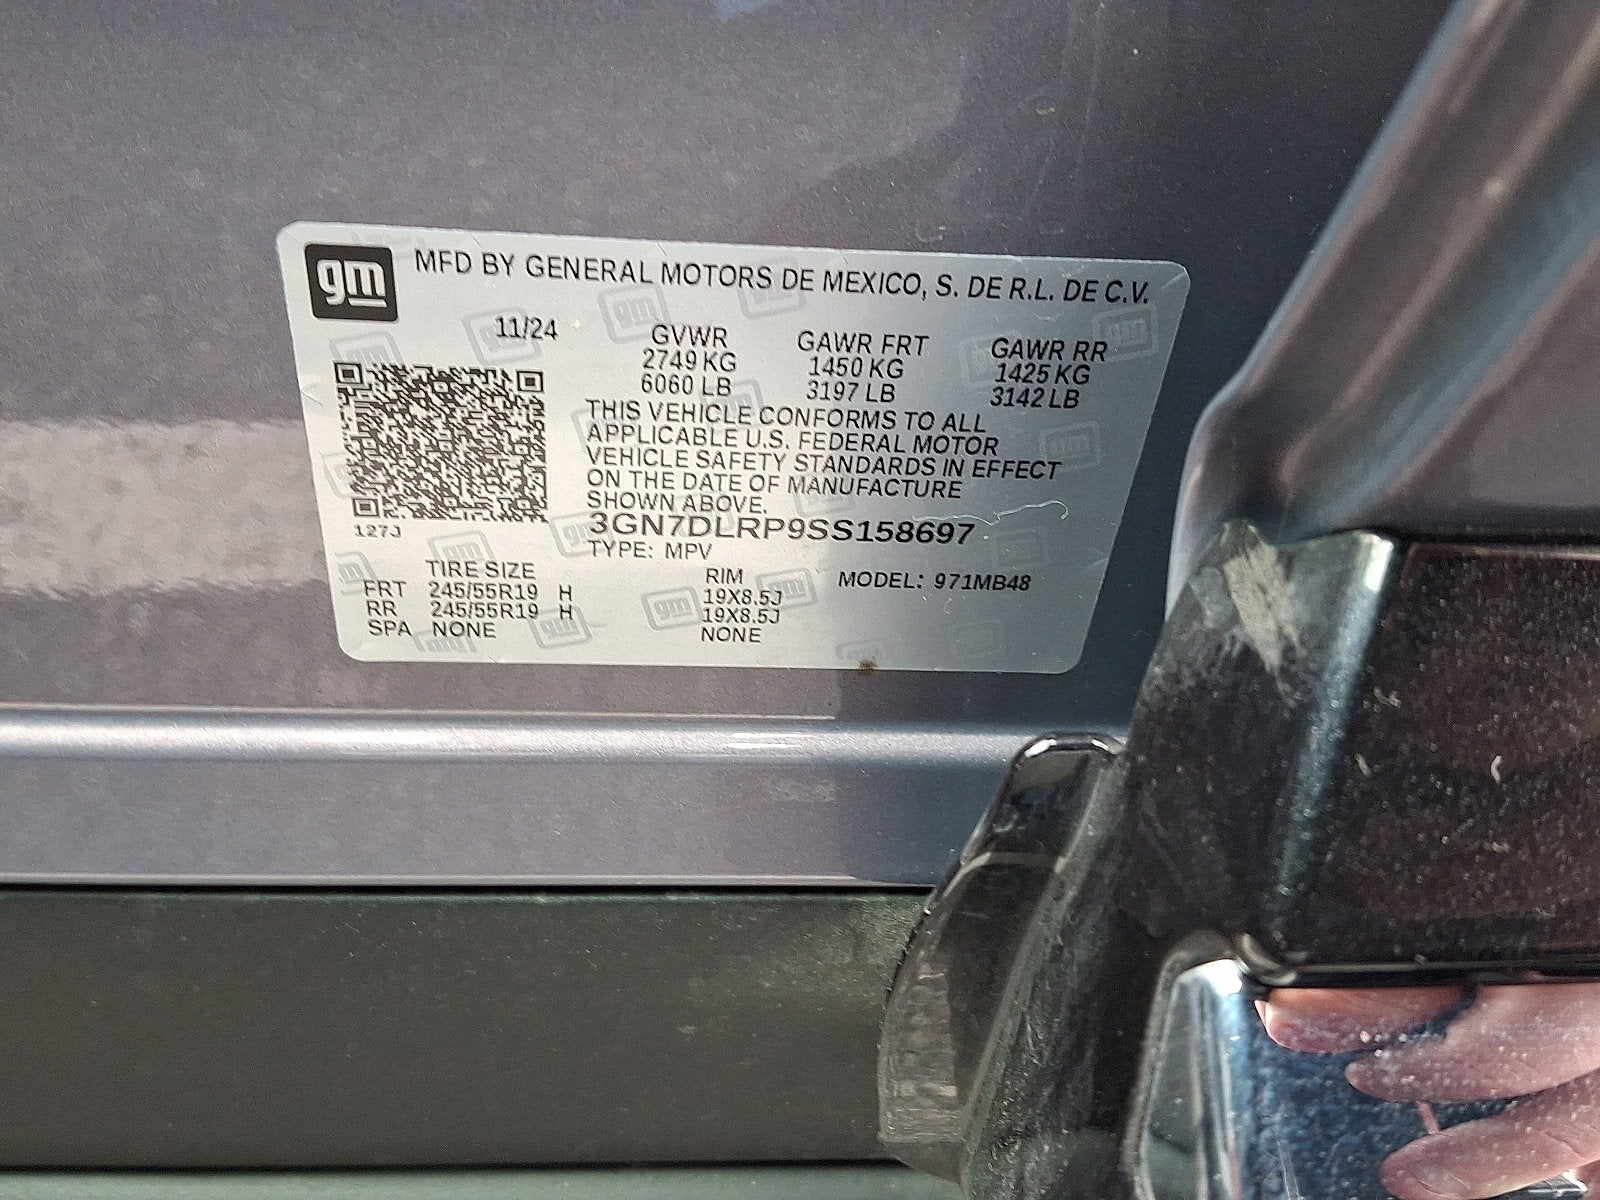 gm MFD BY GENERAL MOTORS DE MEXICO, S. DE R.L. DE C.V.
11/24 GVWR GAWR FRT GAWR RR
2749 KG 1450 KG 1425 KG
6060 LB 3197 LB 3142 LB
THIS VEHICLE CONFORMS TO ALL
APPLICABLE U.S. FEDERAL MOTOR
VEHICLE SAFETY STANDARDS IN EFFECT
ON THE DATE OF MANUFACTURE
SHOWN ABOVE.
127J 3GN7DLRP9SS158697
TYPE: MPV
TIRE SIZE RIM MODEL: 971MB48
FRT 245/55R19 H 19X8.5J
RR 245/55R19 H 19X8.5J
SPA NONE NONE